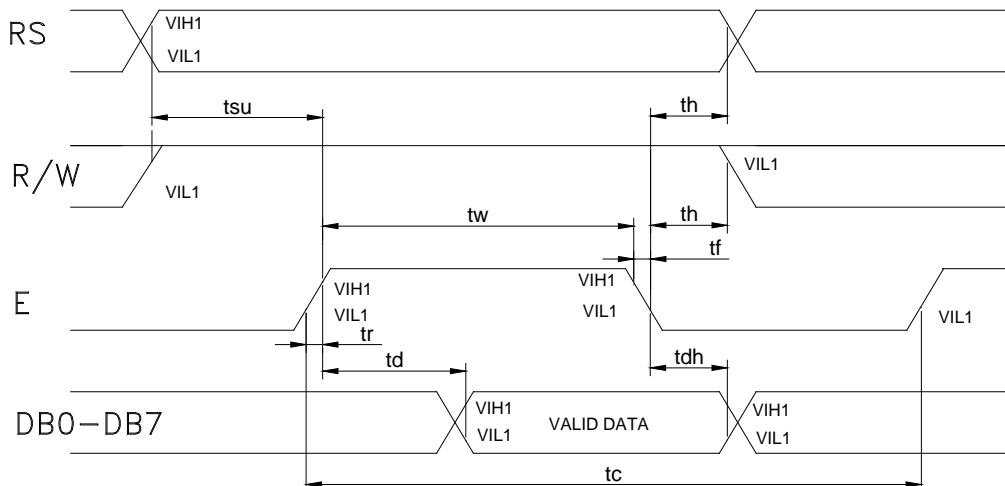 RS
VIH1
VIL1
tsu
th
R/W
VIL1
VIL1
tw
th
tf
E
VIH1
VIL1
VIH1
VIL1
VIL1
tr
td
tdh
DB0-DB7
VIH1
VIL1
VALID DATA
VIH1
VIL1
tc